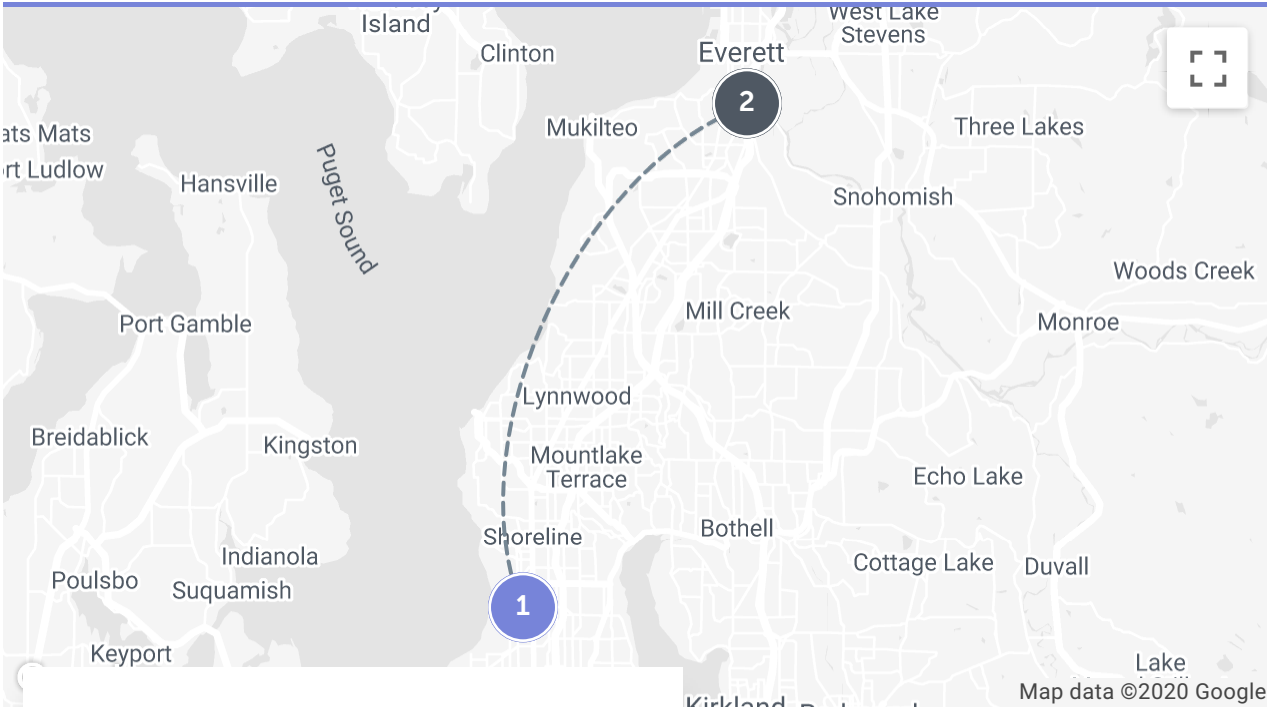 West Lake
Stevens
Island
Clinton
Everett
2
Mukilteo
Three Lakes
ats Mats
rt Ludlow
Hansville
Puget Sound
Snohomish
Woods Creek
Port Gamble
Mill Creek
Monroe
Lynnwood
Breidablick
Kingston
Mountlake
Terrace
Echo Lake
Shoreline
Bothell
Indianola
Cottage Lake
Duvall
Poulsbo
Suquamish
1
Keyport
Lake
Map data ©2020 Google
Kirkland